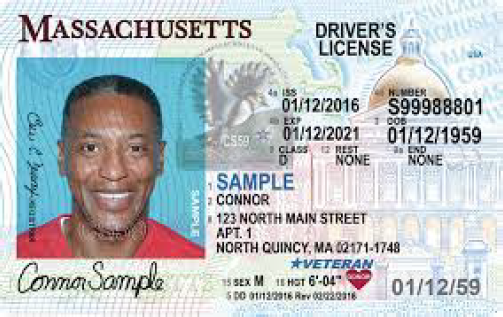 MASSACHUSETTS
DRIVER'S
LICENSE
USA
4a ISS
01/12/2016
4d NUMBER
S99988801
4b EXP
01/12/2021
3 DOB
01/12/1959
9 CLASS
D
12 REST
NONE
9a END
NONE
CS59
SAMPLE
CONNOR
123 NORTH MAIN STREET
APT. 1
NORTH QUINCY, MA 02171-1748
VETERAN
DONOR
15 SEX M 16 HGT 6'-04"
5 DD 01/12/2016 Rev 02/22/2016
01/12/59
SAMPLE
Connor Sample